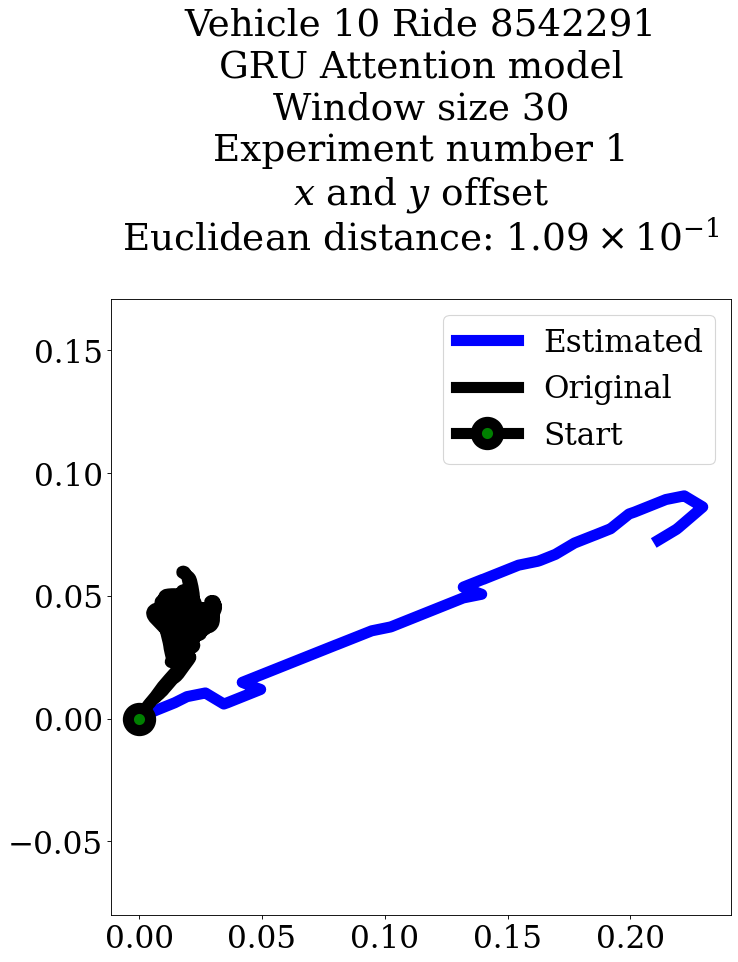 Vehicle 10 Ride 8542291
GRU Attention model
Window size 30
Experiment number 1
x and y offset
Euclidean distance: 1.09 × 10⁻¹
Estimated
Original
Start
0.15
0.10
0.05
0.00
−0.05
0.00 0.05 0.10 0.15 0.20